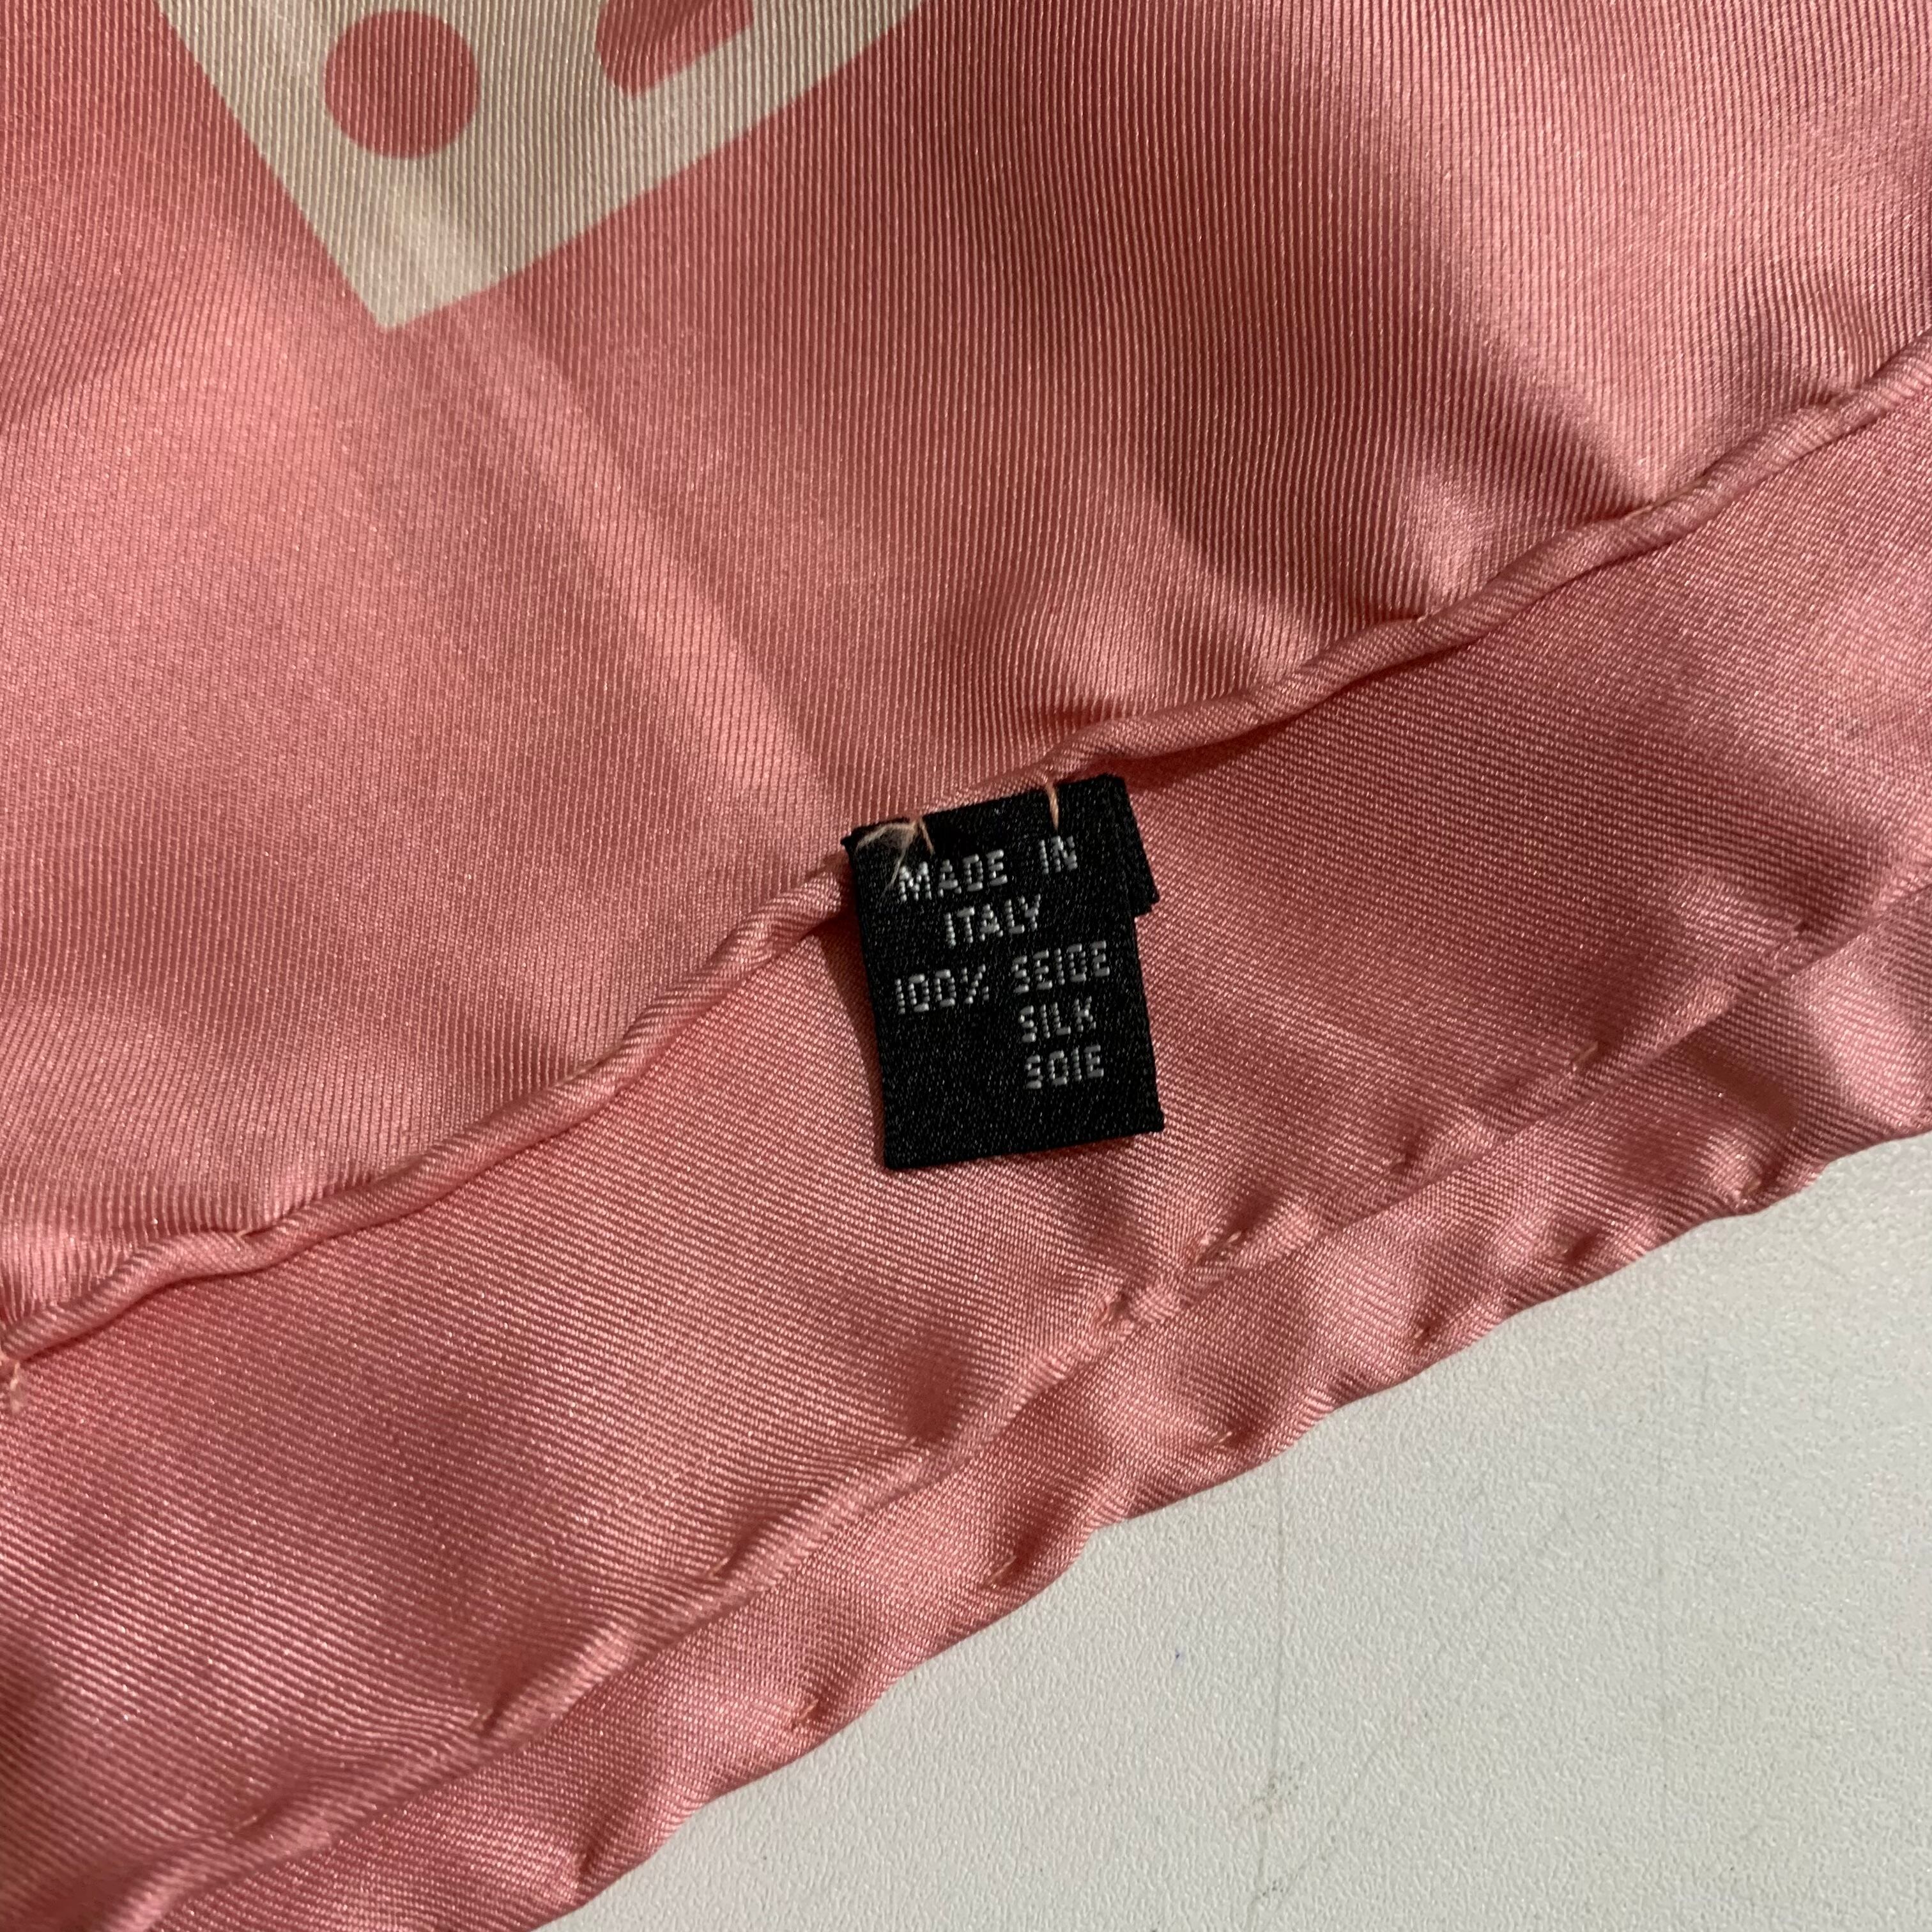 MADE IN
ITALY
100% SEIDE
SILK
SOIE